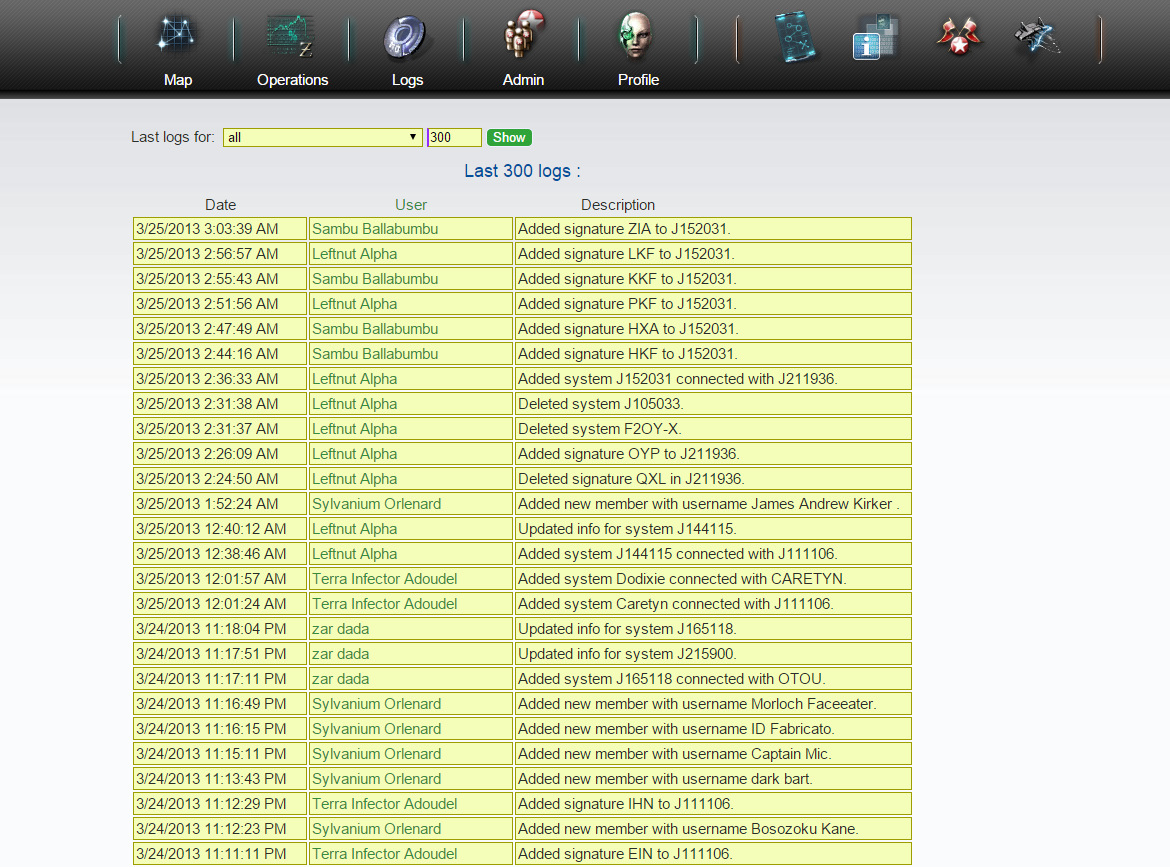 Map Operations Logs Admin Profile
Last logs for: all 300 Show
Last 300 logs :
Date User Description
3/25/2013 3:03:39 AM Sambu Ballabumbu Added signature ZIA to J152031.
3/25/2013 2:56:57 AM Leftnut Alpha Added signature LKF to J152031.
3/25/2013 2:55:43 AM Sambu Ballabumbu Added signature KKF to J152031.
3/25/2013 2:51:56 AM Leftnut Alpha Added signature PKF to J152031.
3/25/2013 2:47:49 AM Sambu Ballabumbu Added signature HXA to J152031.
3/25/2013 2:44:16 AM Sambu Ballabumbu Added signature HKF to J152031.
3/25/2013 2:36:33 AM Leftnut Alpha Added system J152031 connected with J211936.
3/25/2013 2:31:38 AM Leftnut Alpha Deleted system J105033.
3/25/2013 2:31:37 AM Leftnut Alpha Deleted system F2OY-X.
3/25/2013 2:26:09 AM Leftnut Alpha Added signature OYP to J211936.
3/25/2013 2:24:50 AM Leftnut Alpha Deleted signature QXL in J211936.
3/25/2013 1:52:24 AM Sylvanium Orlenard Added new member with username James Andrew Kirker .
3/25/2013 12:40:12 AM Leftnut Alpha Updated info for system J144115.
3/25/2013 12:38:46 AM Leftnut Alpha Added system J144115 connected with J111106.
3/25/2013 12:01:57 AM Terra Infector Adoudel Added system Dodixie connected with CARETYN.
3/25/2013 12:01:24 AM Terra Infector Adoudel Added system Caretyn connected with J111106.
3/24/2013 11:18:04 PM zar dada Updated info for system J165118.
3/24/2013 11:17:51 PM zar dada Updated info for system J215900.
3/24/2013 11:17:11 PM zar dada Added system J165118 connected with OTOU.
3/24/2013 11:16:49 PM Sylvanium Orlenard Added new member with username Morloch Faceeater.
3/24/2013 11:16:15 PM Sylvanium Orlenard Added new member with username ID Fabricato.
3/24/2013 11:15:11 PM Sylvanium Orlenard Added new member with username Captain Mic.
3/24/2013 11:13:43 PM Sylvanium Orlenard Added new member with username dark bart.
3/24/2013 11:12:29 PM Terra Infector Adoudel Added signature IHN to J111106.
3/24/2013 11:12:23 PM Sylvanium Orlenard Added new member with username Bosozoku Kane.
3/24/2013 11:11:11 PM Terra Infector Adoudel Added signature EIN to J111106.